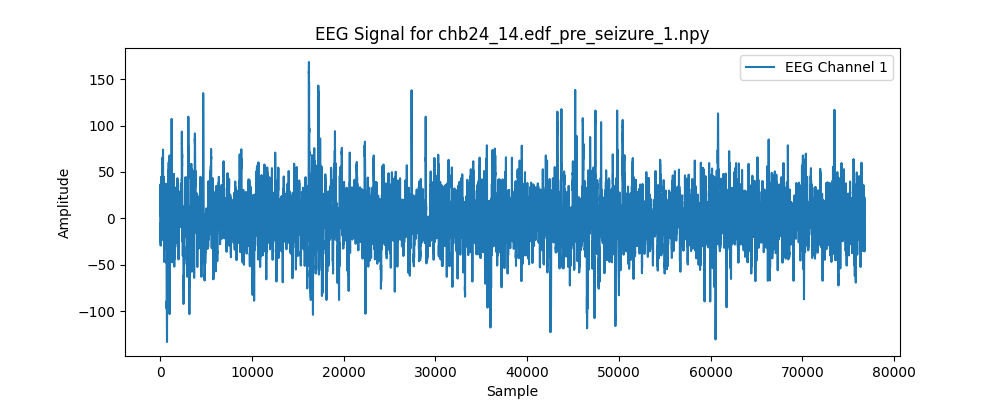 EEG Signal for chb24_14.edf_pre_seizure_1.npy
EEG Channel 1
150
100
50
0
−50
−100
Amplitude
0 10000 20000 30000 40000 50000 60000 70000 80000
Sample